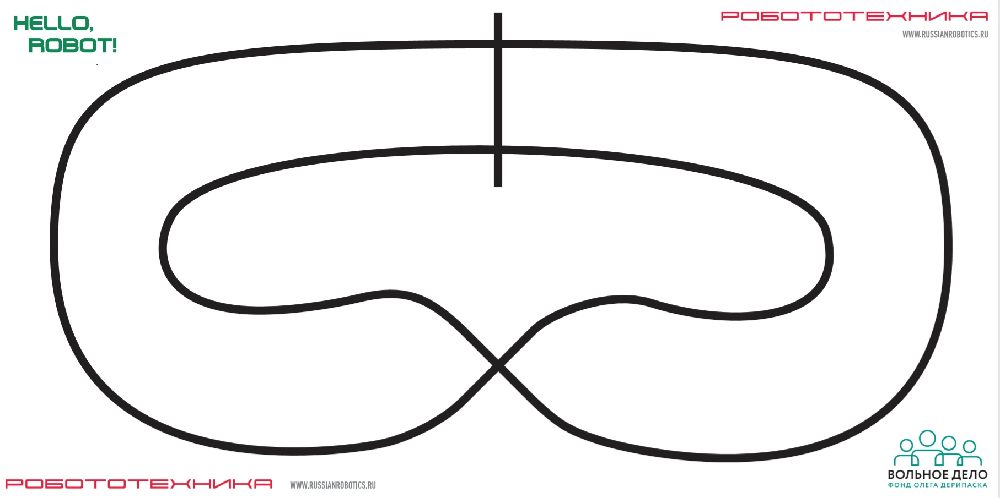 HELLO,
ROBOT!
РОБОТОТЕХНИКА
WWW.RUSSIANROBOTICS.RU
РОБОТОТЕХНИКА
WWW.RUSSIANROBOTICS.RU
ВОЛЬНОЕ ДЕЛО
ФОНД ОЛЕГА ДЕРИПАСКА